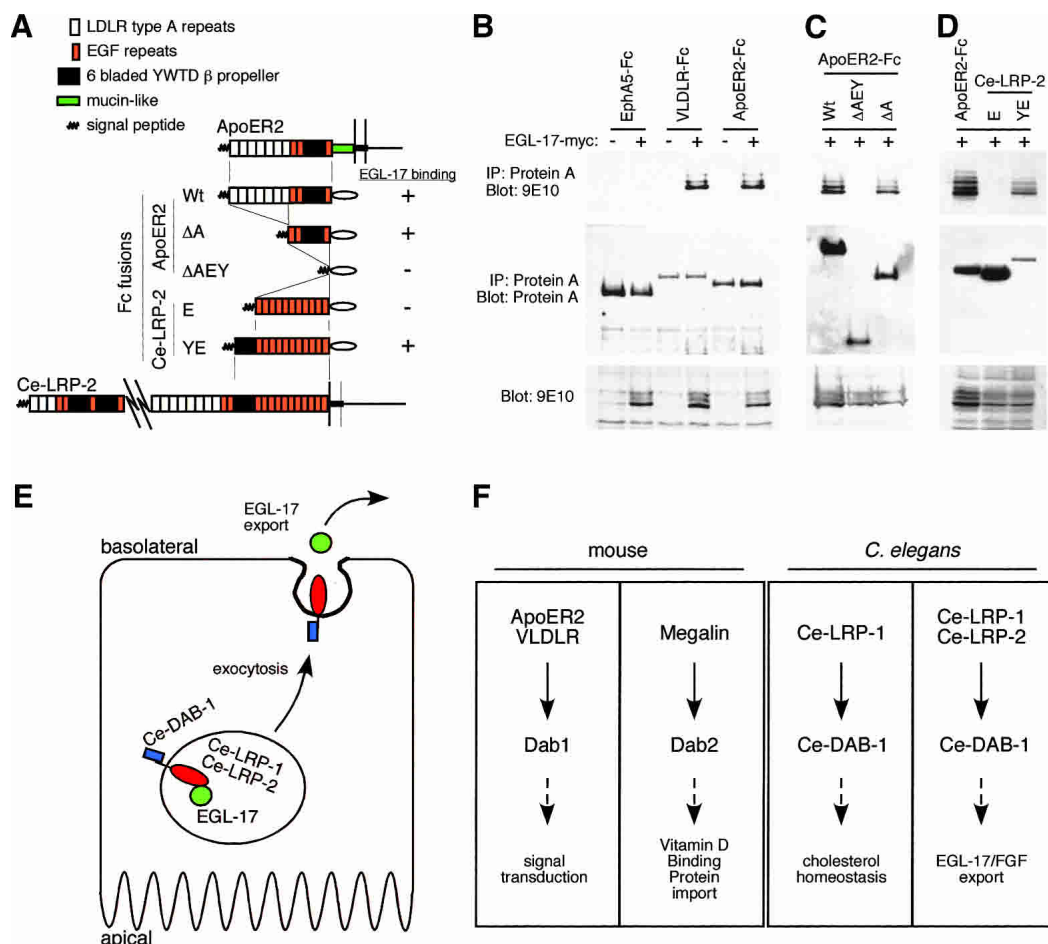 A
LDLR type A repeats
EGF repeats
6 bladed YWTD β propeller
mucin-like
signal peptide
ApoER2
EGL-17 binding
Fc fusions
ApoER2
Wt
+
ΔA
+
ΔAEY
-
Ce-LRP-2
E
-
YE
+
Ce-LRP-2
B
EphA5-Fc
VLDLR-Fc
ApoER2-Fc
EGL-17-myc: - + - + - +
IP: Protein A
Blot: 9E10
IP: Protein A
Blot: Protein A
Blot: 9E10
C
ApoER2-Fc
Wt
ΔAEY
ΔA
+ + +
D
ApoER2-Fc
Ce-LRP-2
E
YE
+ + +
E
EGL-17
export
basolateral
exocytosis
Ce-DAB-1
Ce-LRP-1
Ce-LRP-2
EGL-17
apical
F
mouse
C. elegans
ApoER2
VLDLR
Dab1
signal
transduction
Megalin
Dab2
Vitamin D
Binding
Protein
import
Ce-LRP-1
Ce-DAB-1
cholesterol
homeostasis
Ce-LRP-1
Ce-LRP-2
Ce-DAB-1
EGL-17/FGF
export